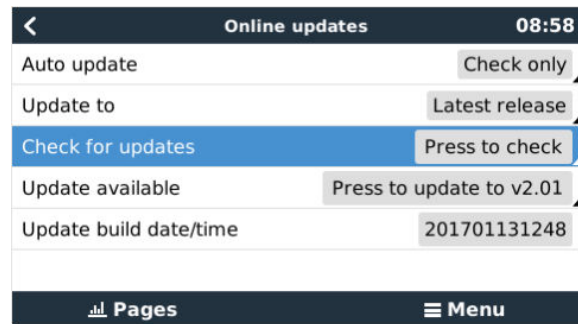 Online updates 08:58
Auto update Check only
Update to Latest release
Check for updates Press to check
Update available Press to update to v2.01
Update build date/time 201701131248
Pages Menu